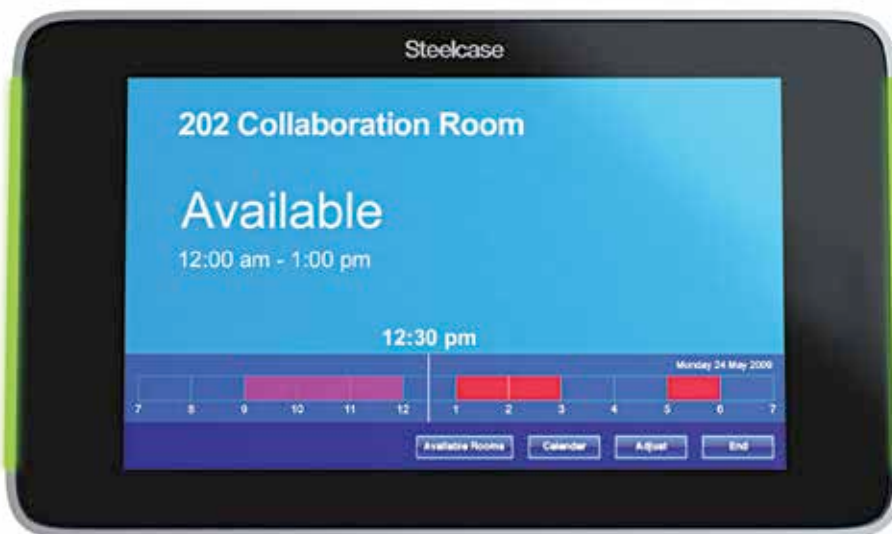 Steelcase
202 Collaboration Room
Available
12:00 am - 1:00 pm
12:30 pm
Monday 24 May 2009
7 8 9 10 11 12 1 2 3 4 5 6 7
Available Rooms Calendar Adjust End